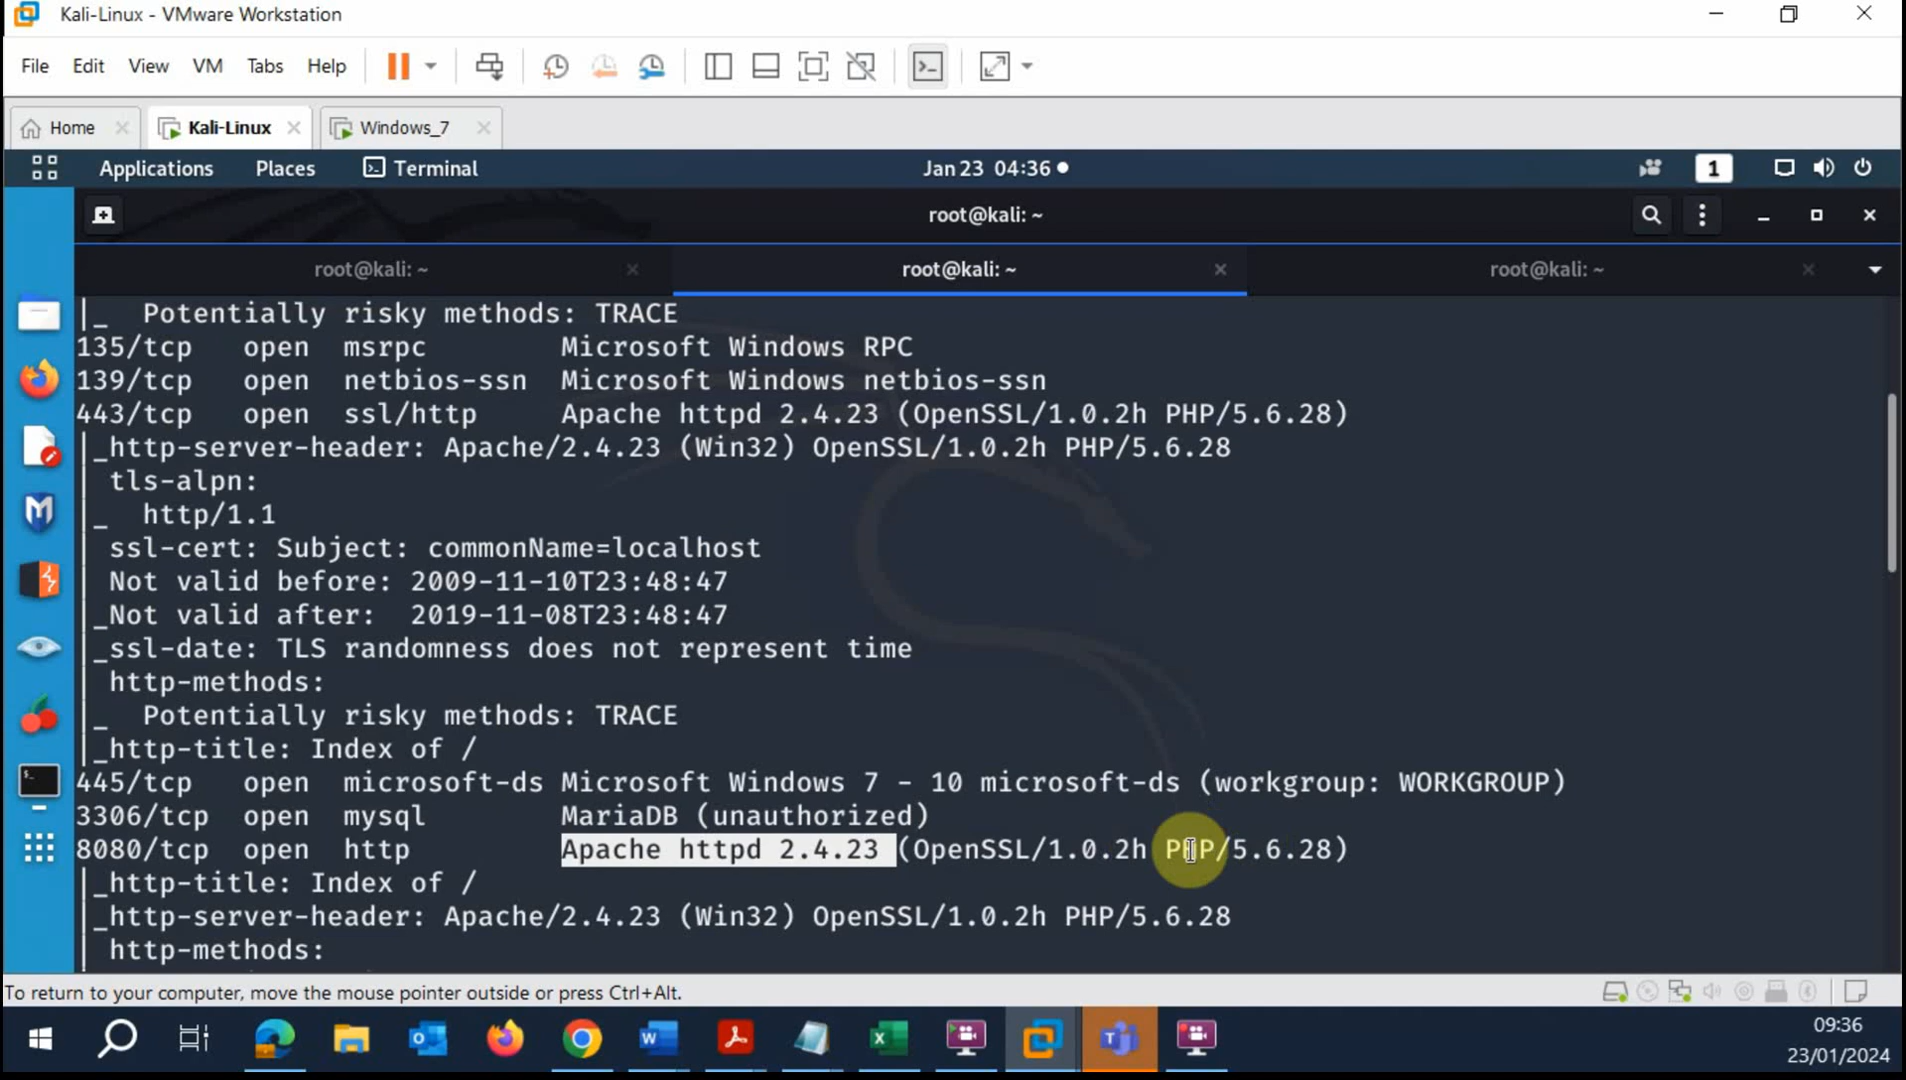 Kali-Linux - VMware Workstation
File Edit View VM Tabs Help
Home Kali-Linux Windows_7
Applications Places Terminal Jan 23 04:36 1
root@kali: ~
root@kali: ~ root@kali: ~ root@kali: ~
|_  Potentially risky methods: TRACE
135/tcp   open  msrpc        Microsoft Windows RPC
139/tcp   open  netbios-ssn  Microsoft Windows netbios-ssn
443/tcp   open  ssl/http     Apache httpd 2.4.23 (OpenSSL/1.0.2h PHP/5.6.28)
|_http-server-header: Apache/2.4.23 (Win32) OpenSSL/1.0.2h PHP/5.6.28
| tls-alpn:
|_  http/1.1
| ssl-cert: Subject: commonName=localhost
| Not valid before: 2009-11-10T23:48:47
|_Not valid after:  2019-11-08T23:48:47
|_ssl-date: TLS randomness does not represent time
| http-methods:
|_  Potentially risky methods: TRACE
|_http-title: Index of /
445/tcp   open  microsoft-ds Microsoft Windows 7 - 10 microsoft-ds (workgroup: WORKGROUP)
3306/tcp  open  mysql        MariaDB (unauthorized)
8080/tcp  open  http         Apache httpd 2.4.23 (OpenSSL/1.0.2h PHP/5.6.28)
|_http-title: Index of /
|_http-server-header: Apache/2.4.23 (Win32) OpenSSL/1.0.2h PHP/5.6.28
| http-methods:
To return to your computer, move the mouse pointer outside or press Ctrl+Alt.
09:36
23/01/2024